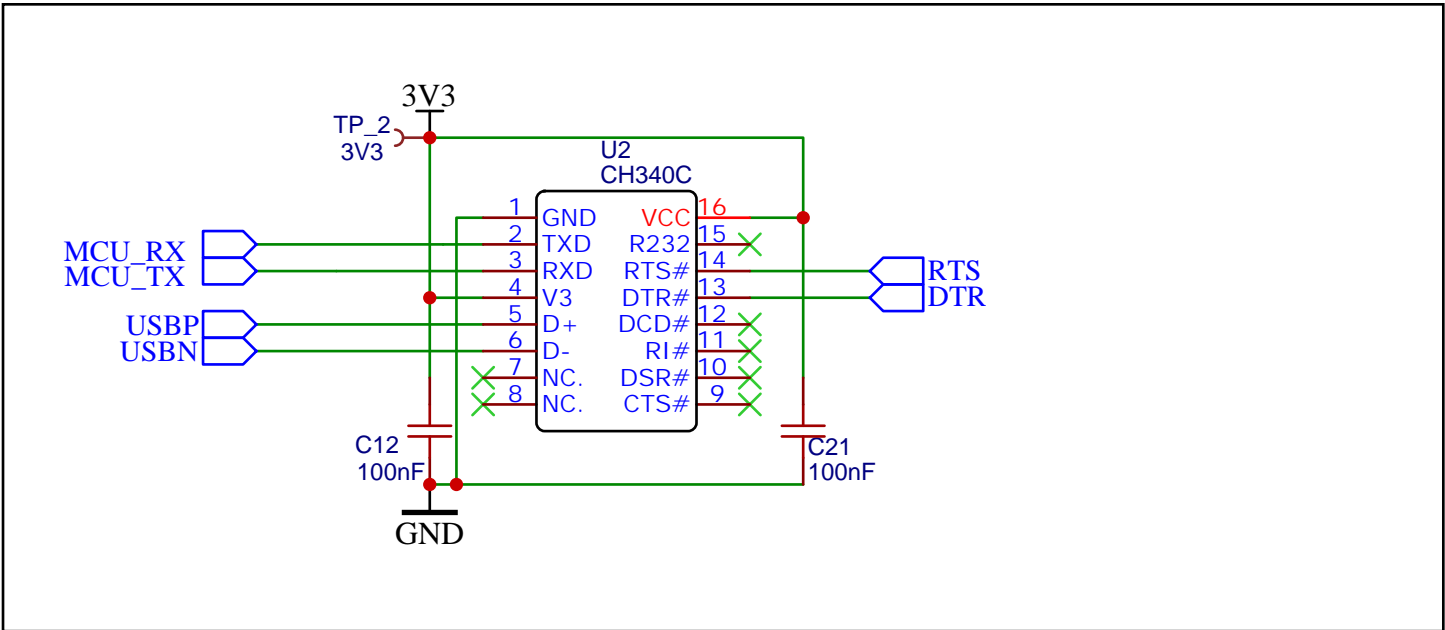 3V3
TP_2
3V3
U2
CH340C
1 GND VCC 16
MCU_RX 2 TXD R232 15
MCU_TX 3 RXD RTS# 14 RTS
4 V3 DTR# 13 DTR
USBP 5 D+ DCD# 12
USBN 6 D- RI# 11
7 NC. DSR# 10
8 NC. CTS# 9
C12
100nF
C21
100nF
GND